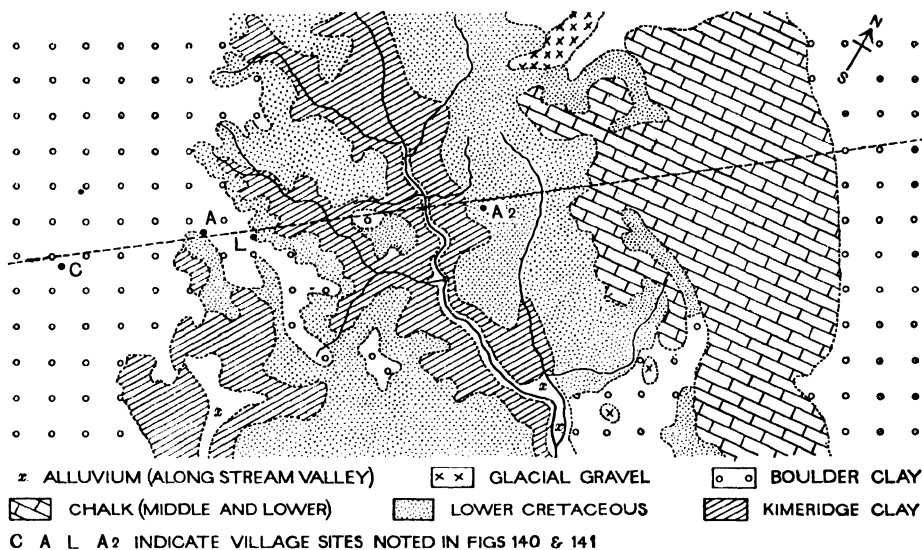 N
S
A
L
C
A2
x
x
x
x ALLUVIUM (ALONG STREAM VALLEY)
GLACIAL GRAVEL
BOULDER CLAY
CHALK (MIDDLE AND LOWER)
LOWER CRETACEOUS
KIMERIDGE CLAY
C A L A2 INDICATE VILLAGE SITES NOTED IN FIGS 140 & 141